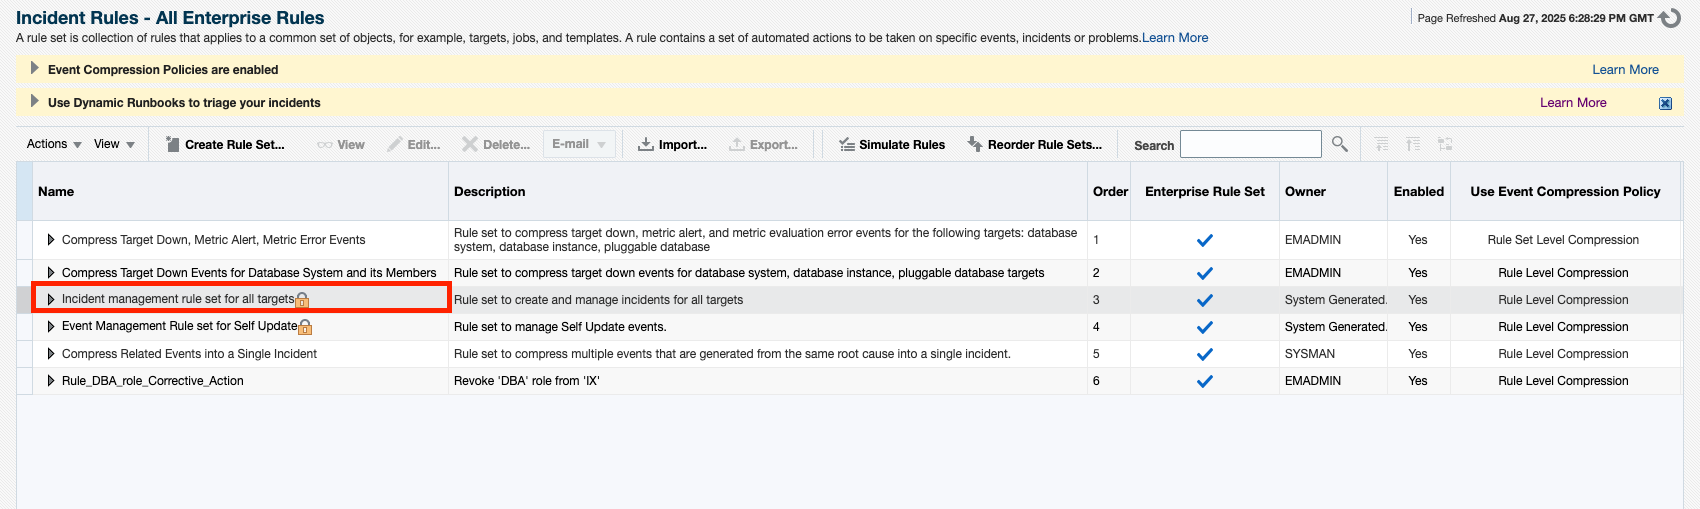 Incident Rules - All Enterprise Rules
Page Refreshed Aug 27, 2025 6:28:29 PM GMT
A rule set is collection of rules that applies to a common set of objects, for example, targets, jobs, and templates. A rule contains a set of automated actions to be taken on specific events, incidents or problems.Learn More
Event Compression Policies are enabled Learn More
Use Dynamic Runbooks to triage your incidents Learn More
Actions View Create Rule Set... View Edit... Delete... E-mail Import... Export... Simulate Rules Reorder Rule Sets... Search
Name Description Order Enterprise Rule Set Owner Enabled Use Event Compression Policy
Compress Target Down, Metric Alert, Metric Error Events Rule set to compress target down, metric alert, and metric evaluation error events for the following targets: database
system, database instance, pluggable database 1 EMADMIN Yes Rule Set Level Compression
Compress Target Down Events for Database System and its Members Rule set to compress target down events for database system, database instance, pluggable database targets 2 EMADMIN Yes Rule Level Compression
Incident management rule set for all targets Rule set to create and manage incidents for all targets 3 System Generated. Yes Rule Level Compression
Event Management Rule set for Self Update Rule set to manage Self Update events. 4 System Generated. Yes Rule Level Compression
Compress Related Events into a Single Incident Rule set to compress multiple events that are generated from the same root cause into a single incident. 5 SYSMAN Yes Rule Level Compression
Rule_DBA_role_Corrective_Action Revoke 'DBA' role from 'IX' 6 EMADMIN Yes Rule Level Compression